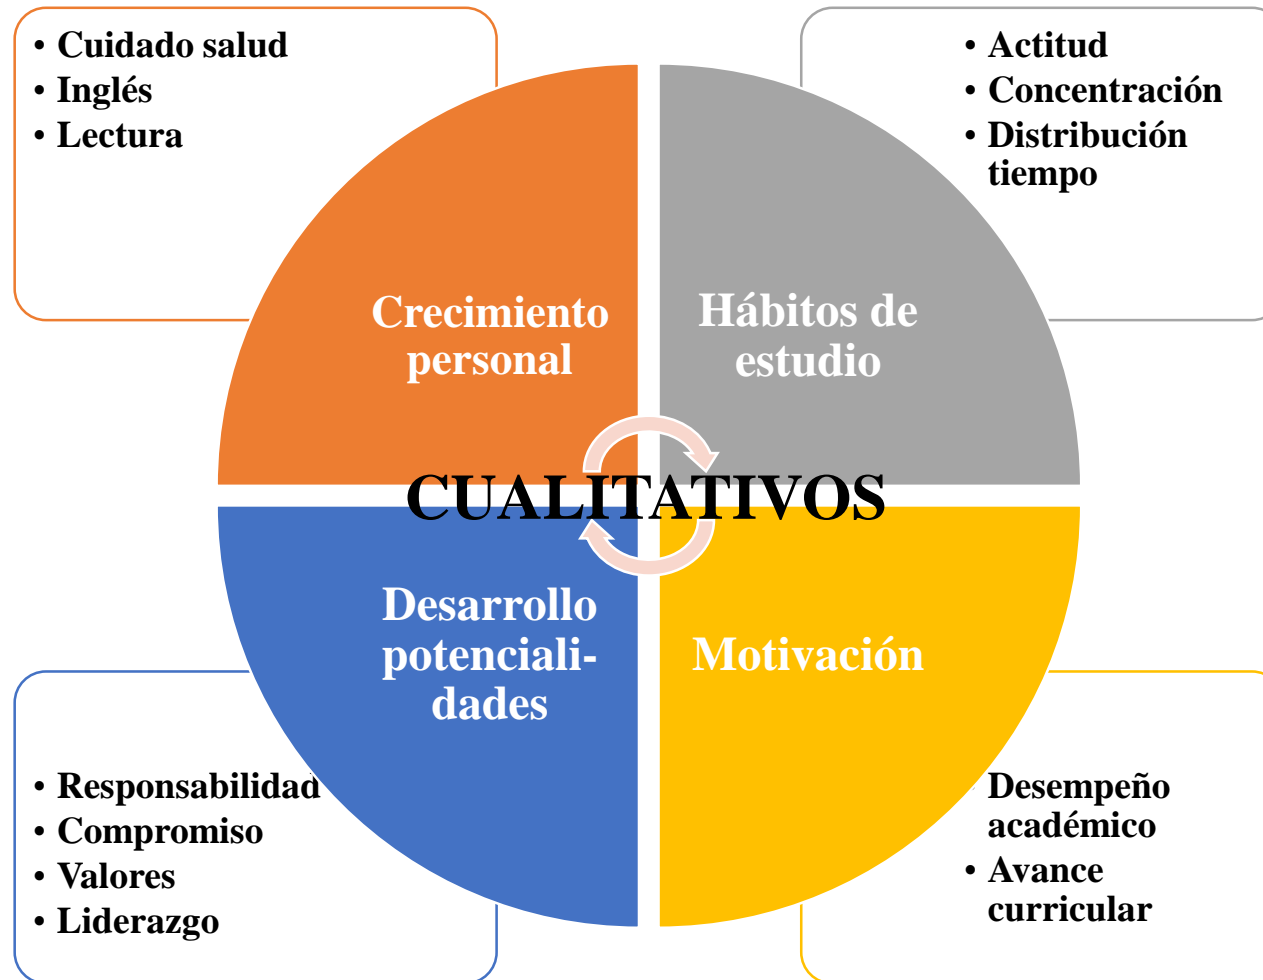 • Cuidado salud
• Inglés
• Lectura
• Actitud
• Concentración
• Distribución
tiempo
Crecimiento
personal
Hábitos de
estudio
CUALITATIVOS
Desarrollo
potenciali-
dades
Motivación
• Responsabilidad
• Compromiso
• Valores
• Liderazgo
Desempeño
académico
• Avance
curricular